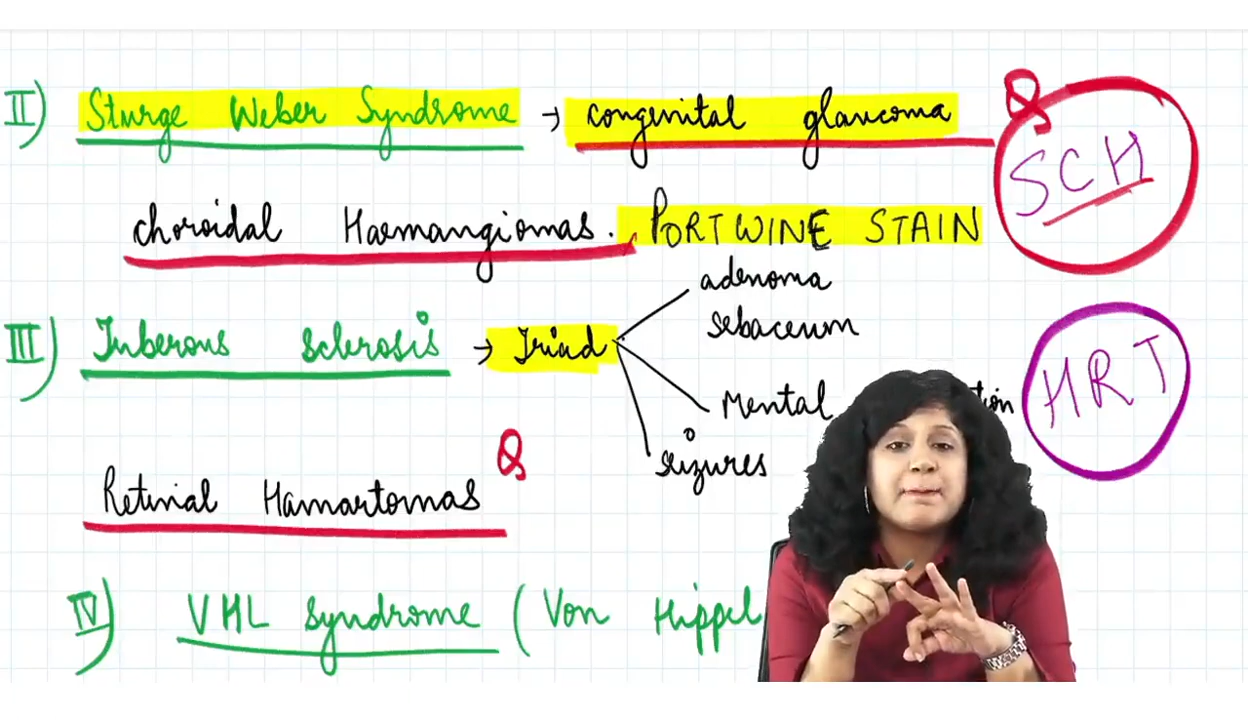 II) Sturge Weber Syndrome → congenital glaucoma
Q
SCH
choroidal Haemangiomas. PORTWINE STAIN
III) Tuberous sclerosis → Triad
adenoma
sebaceum
Mental
seizures
HRT
Retinal Hamartomas Q
IV) VHL Syndrome (Von Hippel